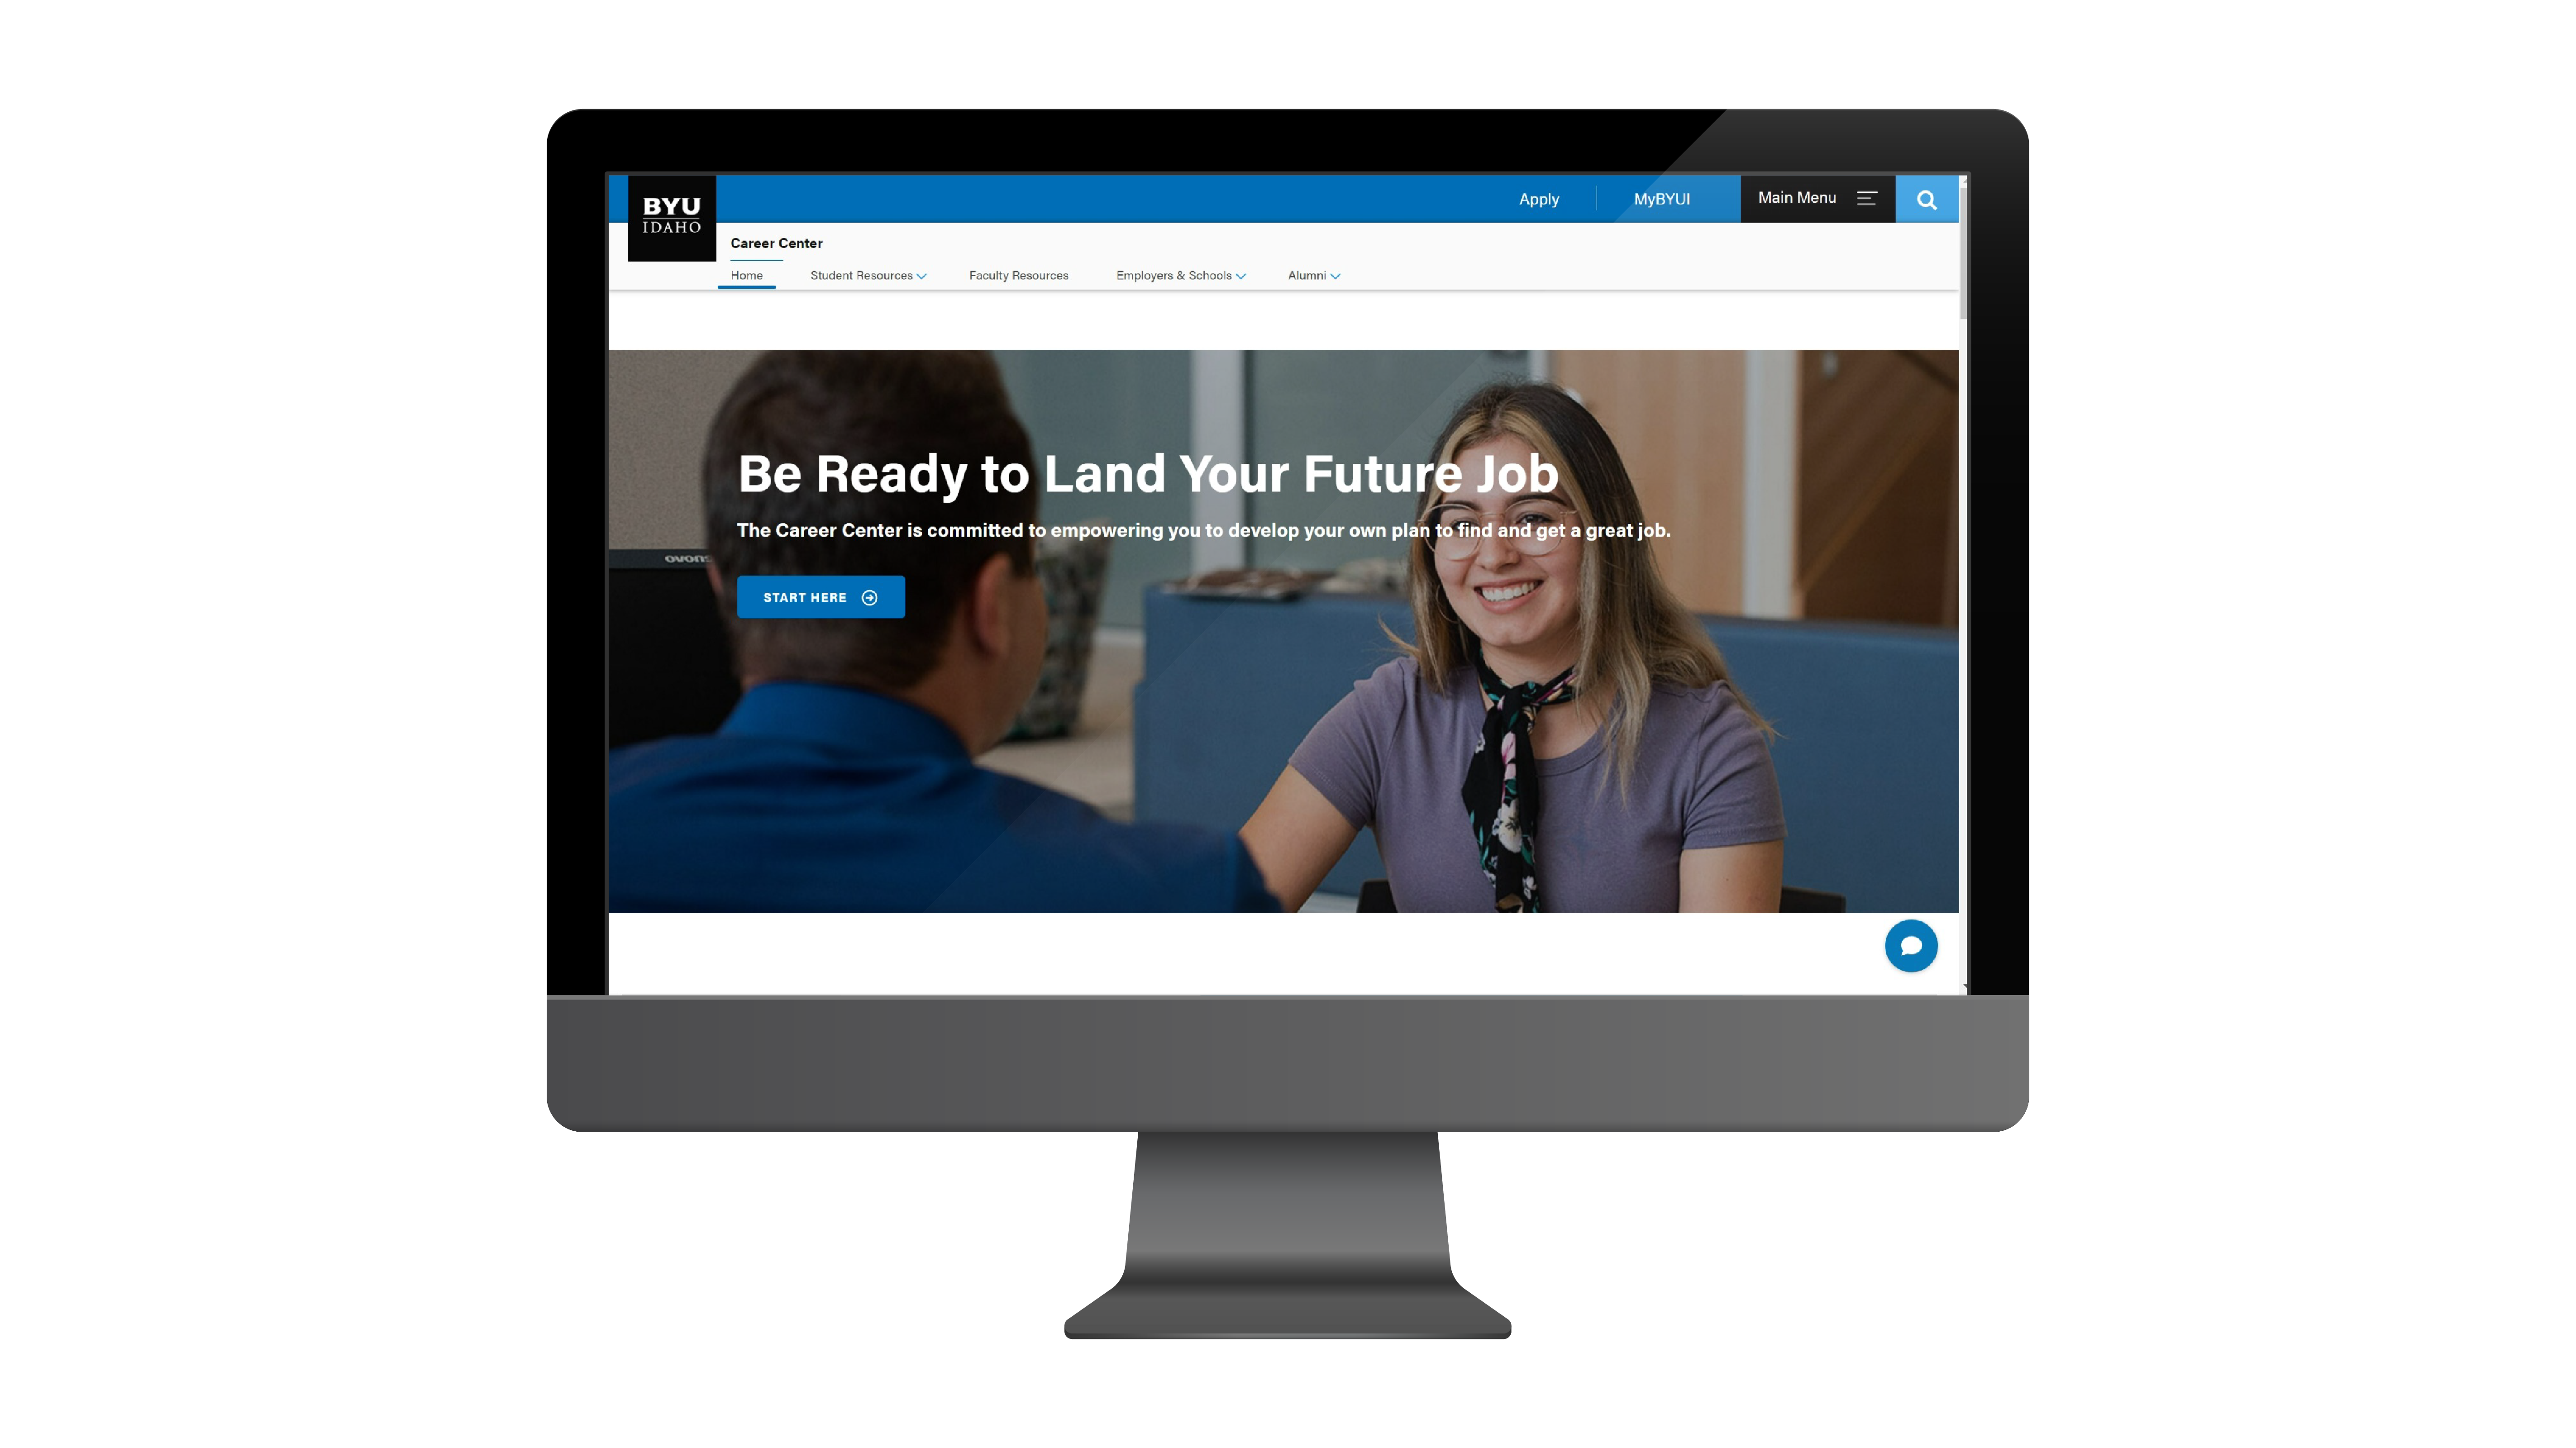 BYU
IDAHO
Apply
MyBYUI
Main Menu
Career Center
Home
Student Resources
Faculty Resources
Employers & Schools
Alumni
Be Ready to Land Your Future Job
The Career Center is committed to empowering you to develop your own plan to find and get a great job.
START HERE